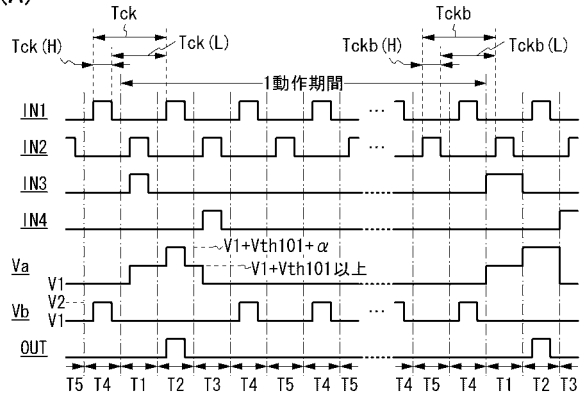 (A)
Tck
Tckb
Tck(H)
Tck(L)
Tckb(H)
Tckb(L)
1動作期間
IN1
...
IN2
...
IN3
IN4
V1+Vth101+α
Va
V1+Vth101以上
V1
V2
Vb
V1
...
OUT
T5 T4 T1 T2 T3 T4 T5 T4 T5 T4 T5 T4 T1 T2 T3